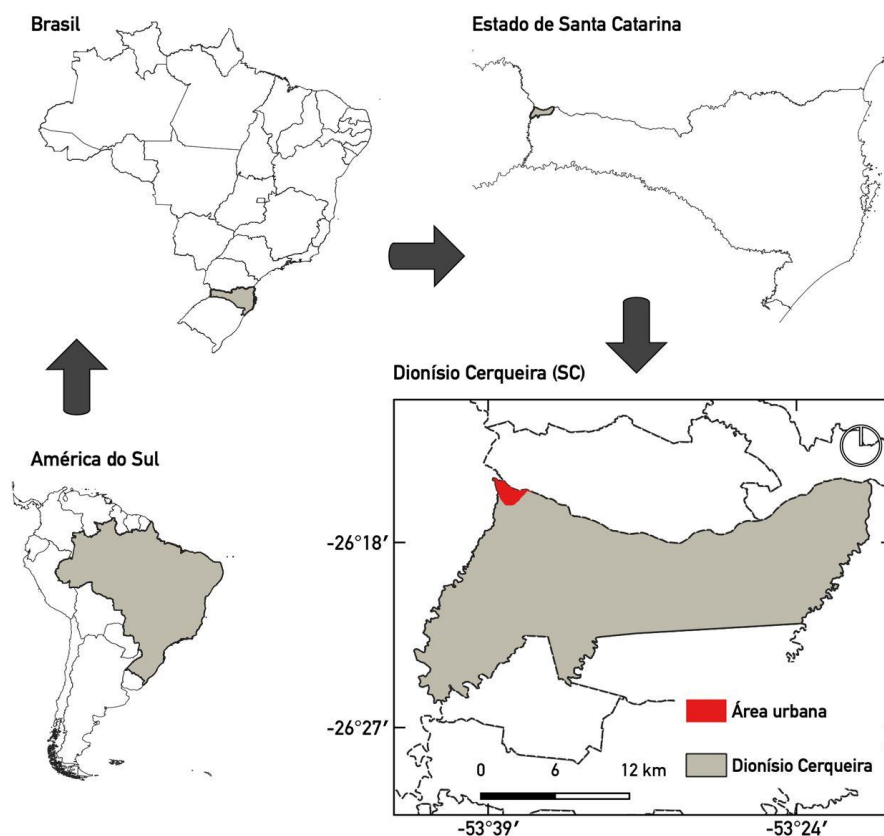 Brasil
Estado de Santa Catarina
América do Sul
Dionísio Cerqueira (SC)
-26°18'
-26°27'
Área urbana
Dionísio Cerqueira
0 6 12 km
-53°39'
-53°24'